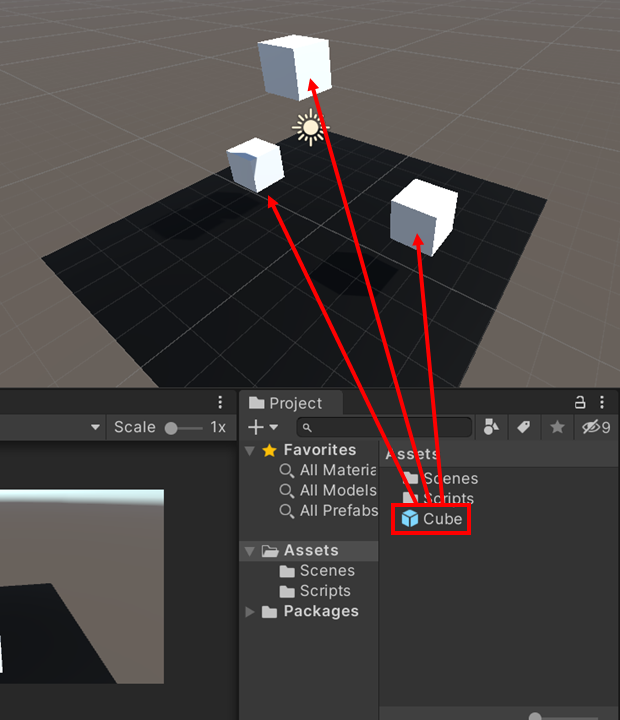 Project
Scale 1x
9
Favorites
Assets
All Materia
Scenes
All Models
Scripts
All Prefabs
Cube
Assets
Scenes
Scripts
Packages